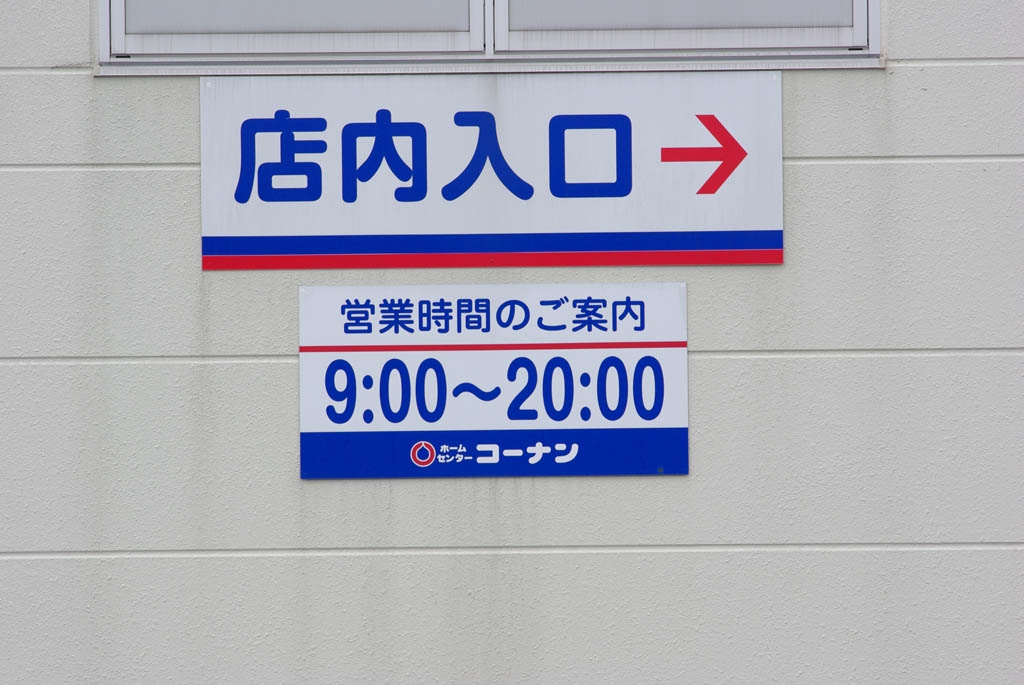 店内入口→
営業時間のご案内
9:00～20:00
ホームセンター コーナン